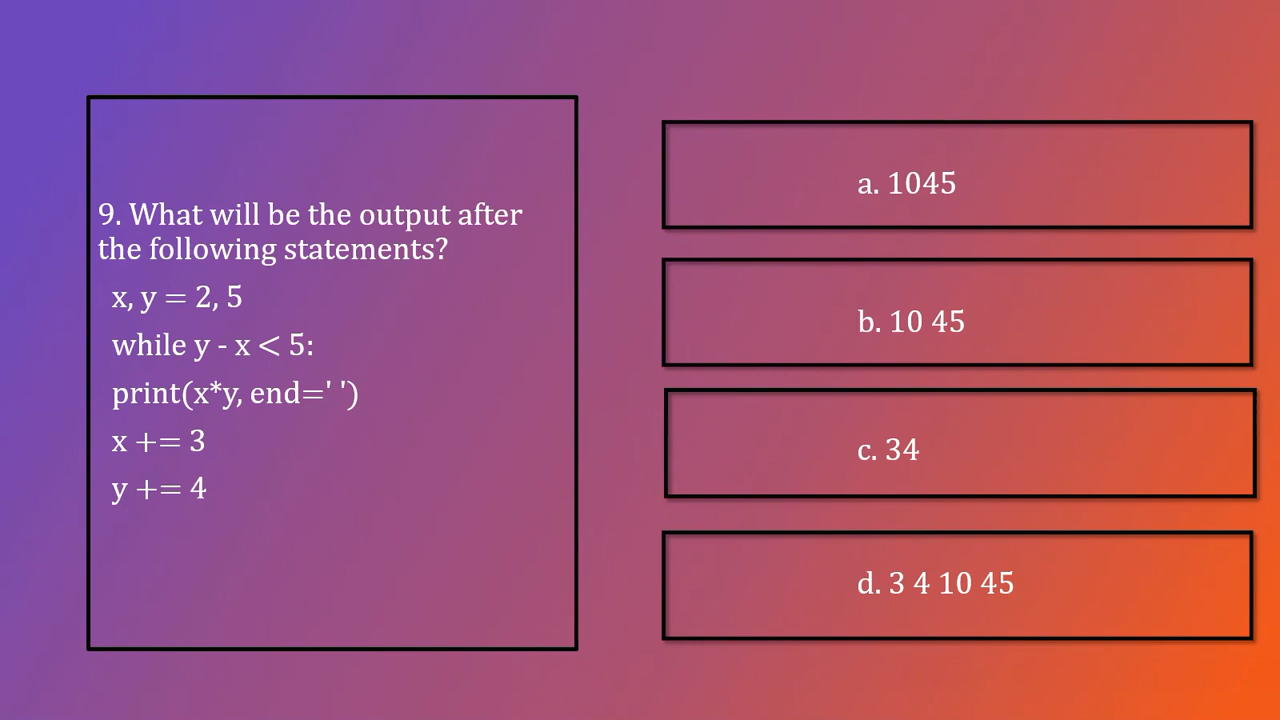 9. What will be the output after
the following statements?
x, y = 2, 5
while y - x < 5:
print(x*y, end=' ')
x += 3
y += 4
a. 1045
b. 10 45
c. 34
d. 3 4 10 45